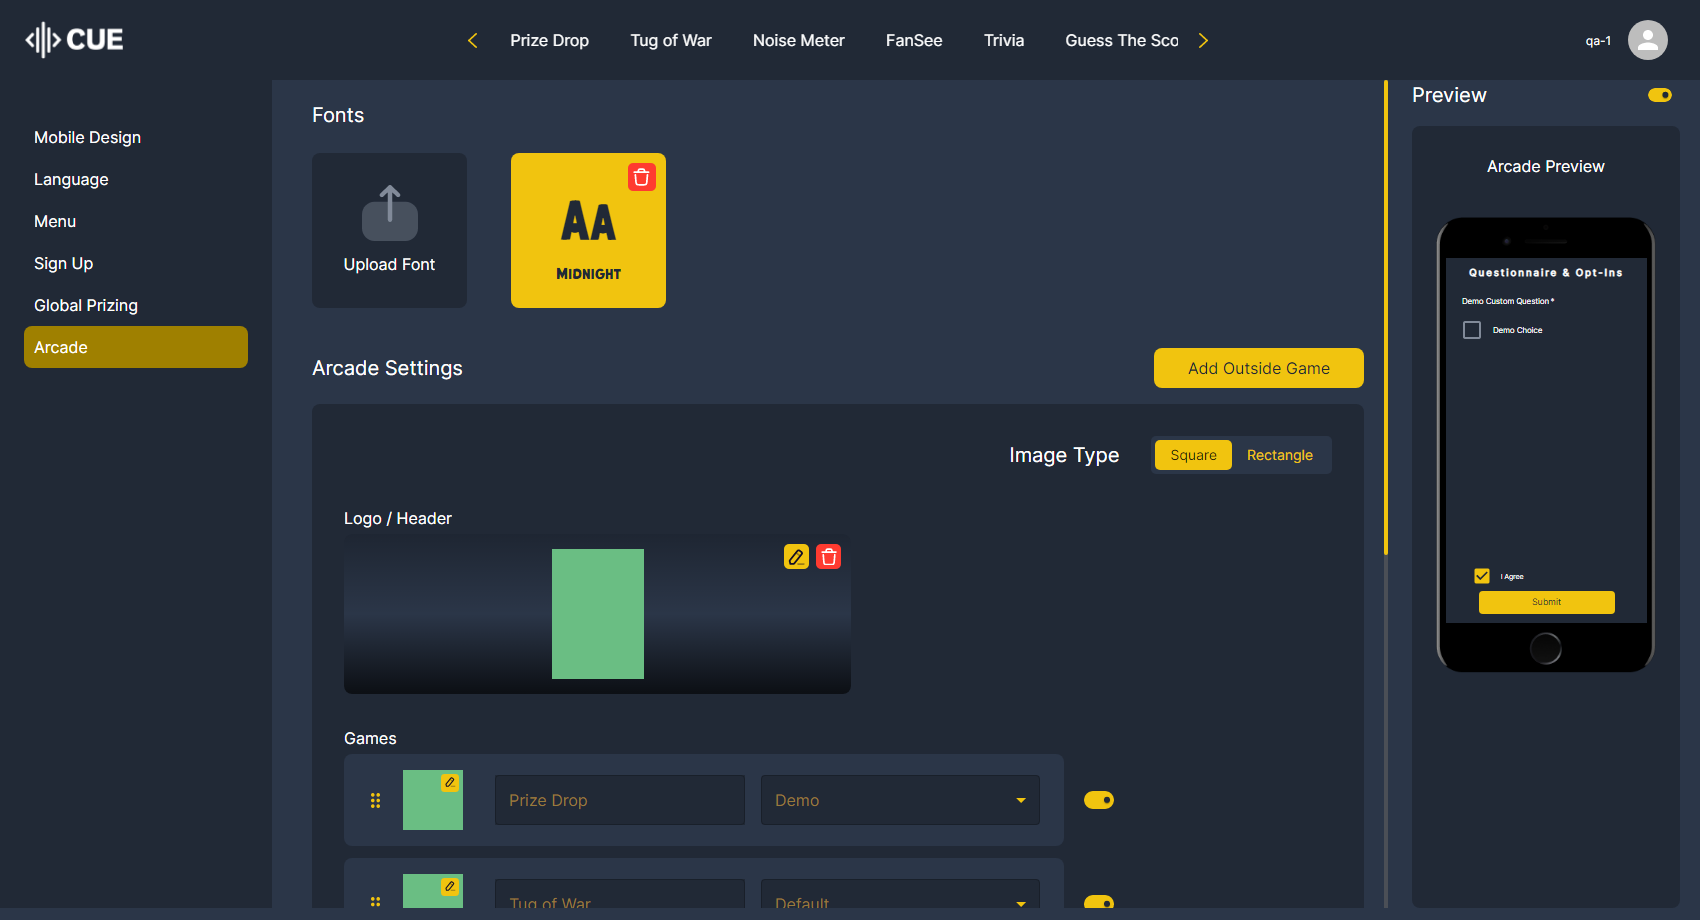 CUE
Prize Drop
Tug of War
Noise Meter
FanSee
Trivia
Guess The Sco
qa-1
Mobile Design
Language
Menu
Sign Up
Global Prizing
Arcade
Fonts
Upload Font
AA
MIDNIGHT
Arcade Settings
Add Outside Game
Image Type
Square
Rectangle
Logo / Header
Games
Prize Drop
Demo
Tug of War
Default
Preview
Arcade Preview
Questionnaire & Opt-Ins
Demo Custom Question *
Demo Choice
I Agree
Submit